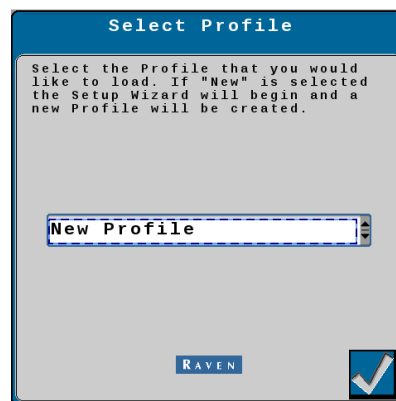 Select Profile
Select the Profile that you would
like to load. If "New" is selected
the Setup Wizard will begin and a
new Profile will be created.
New Profile
RAVEN